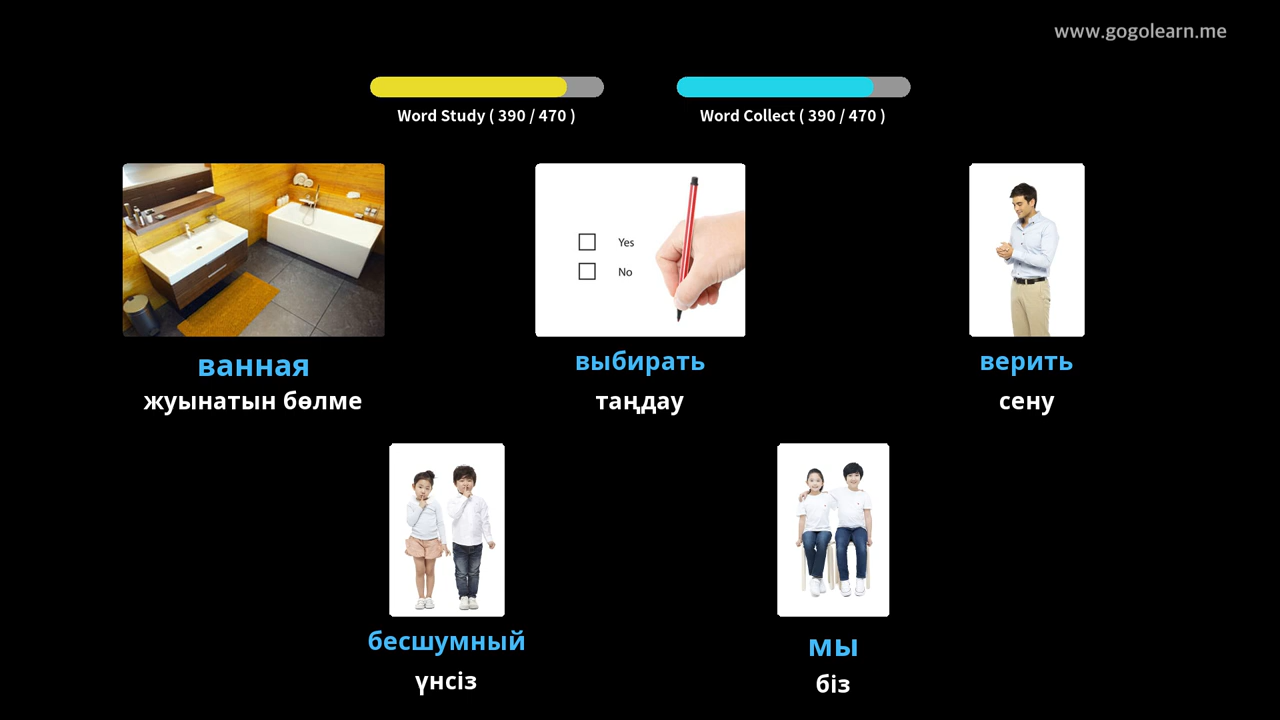 www.gogolearn.me
Word Study ( 390 / 470 )
Word Collect ( 390 / 470 )
Yes
No
ванная
жуынатын бөлме
выбирать
таңдау
верить
сену
бесшумный
үнсіз
мы
біз